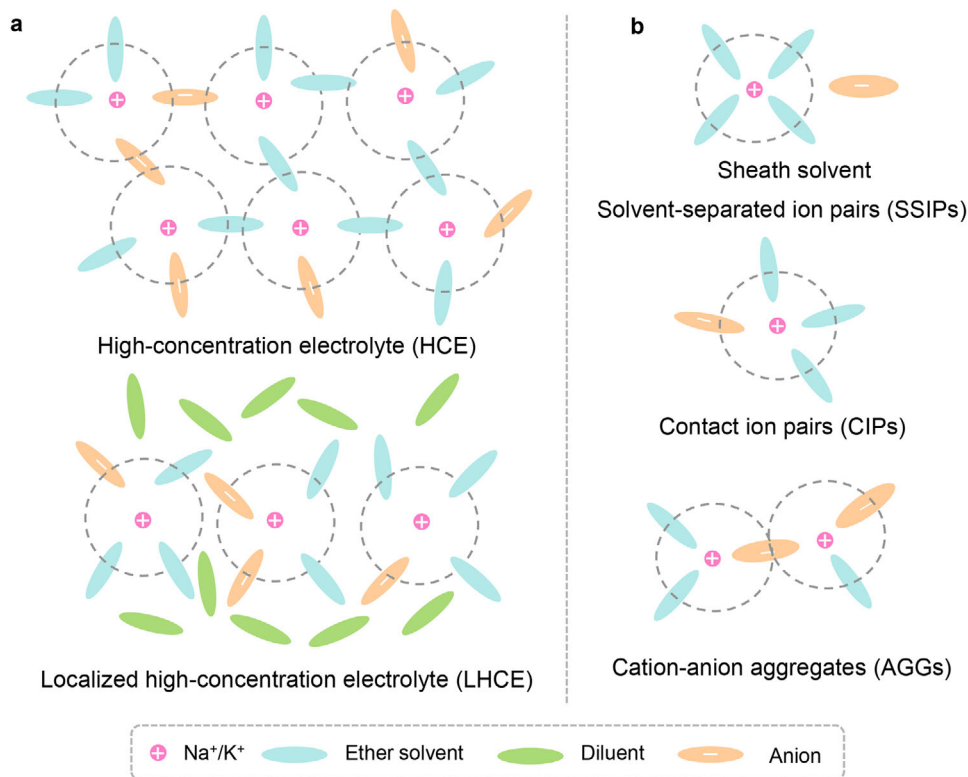 a
High-concentration electrolyte (HCE)
Localized high-concentration electrolyte (LHCE)
b
Sheath solvent
Solvent-separated ion pairs (SSIPs)
Contact ion pairs (CIPs)
Cation-anion aggregates (AGGs)
Na⁺/K⁺ Ether solvent Diluent Anion